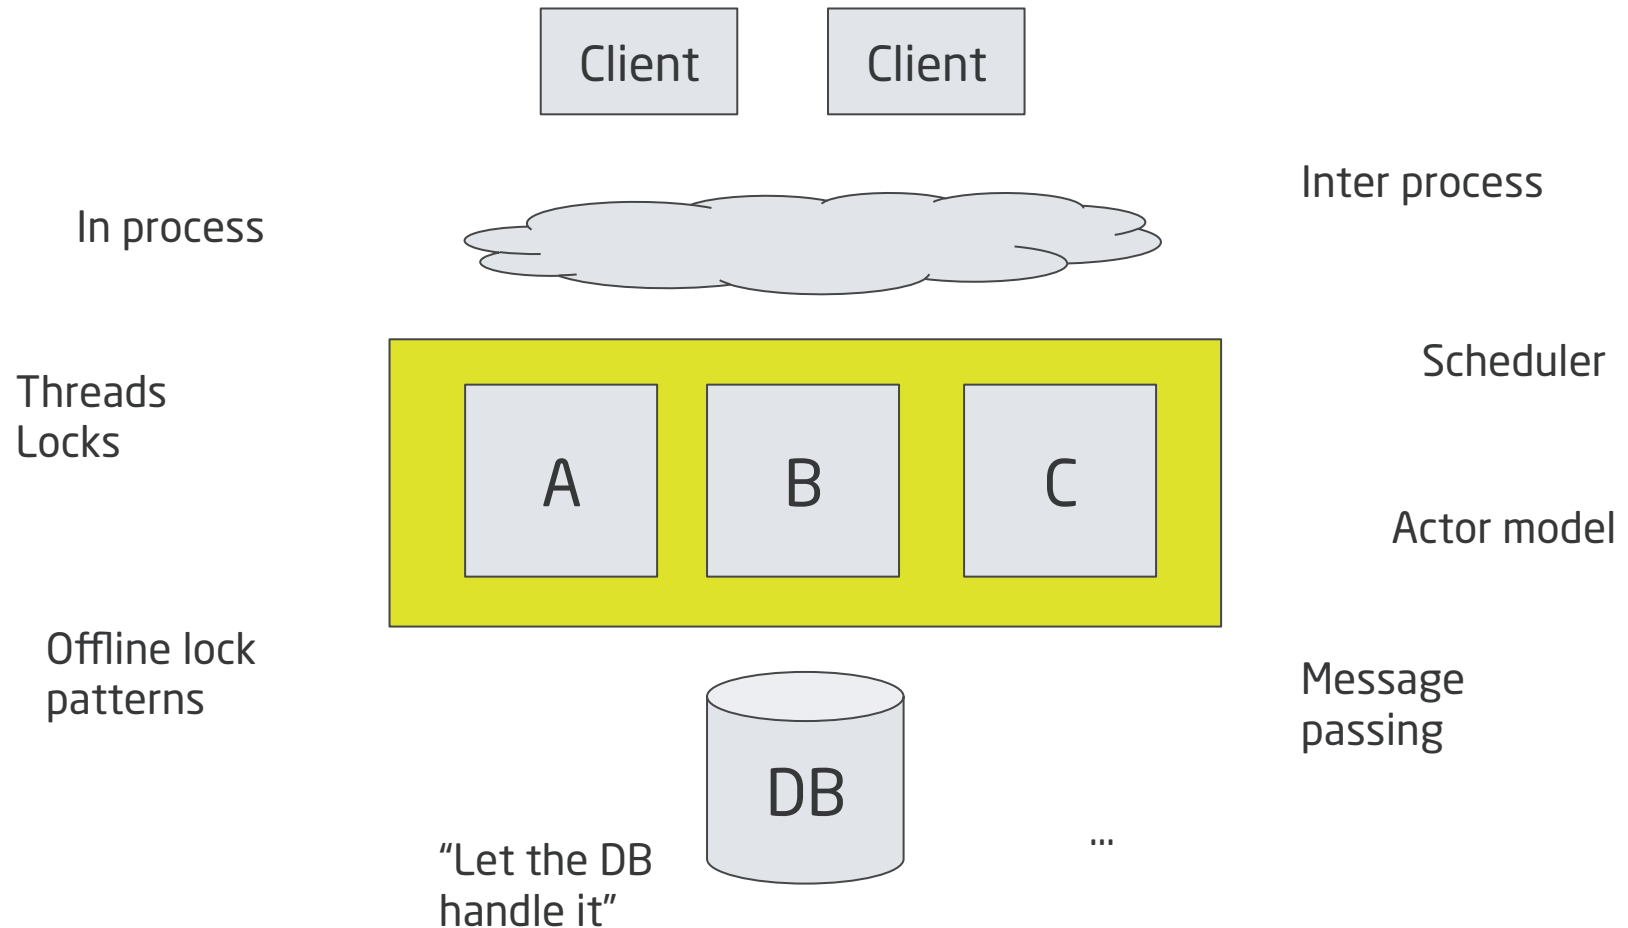 Client
Client
Inter process
In process
Scheduler
Threads
Locks
A
B
C
Actor model
Offline lock
patterns
Message
passing
DB
...
“Let the DB
handle it”